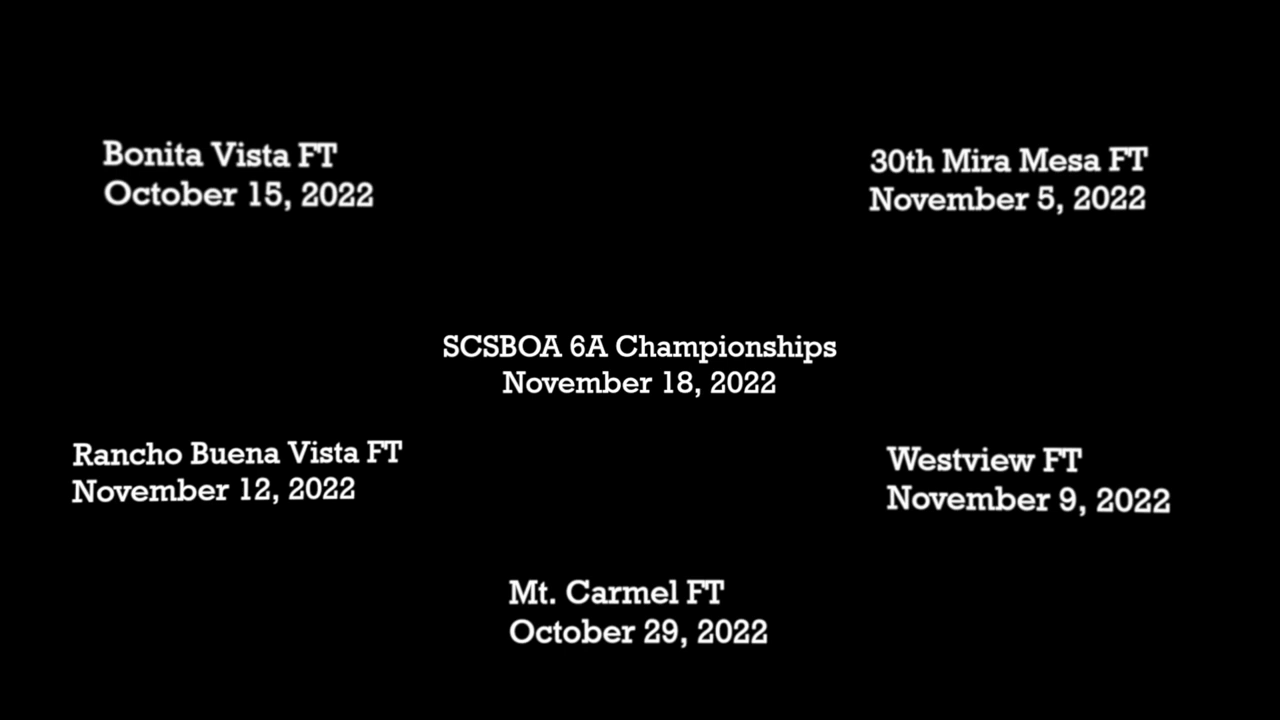 Bonita Vista FT
October 15, 2022
30th Mira Mesa FT
November 5, 2022
SCSBOA 6A Championships
November 18, 2022
Rancho Buena Vista FT
November 12, 2022
Westview FT
November 9, 2022
Mt. Carmel FT
October 29, 2022